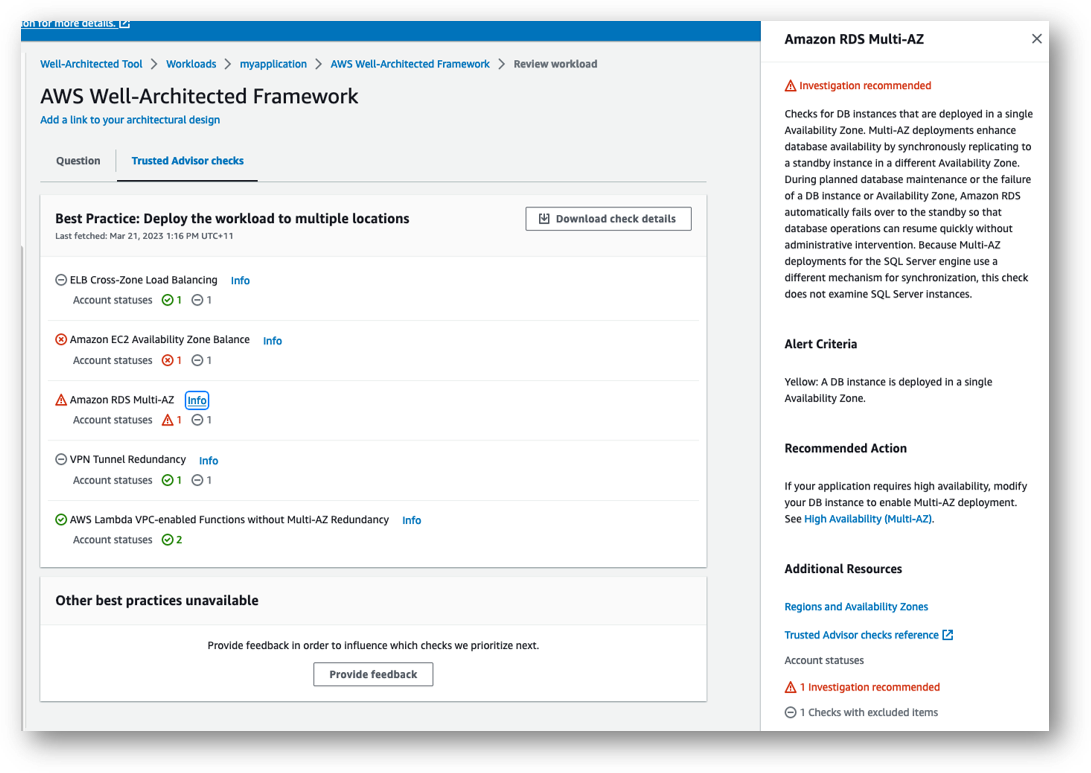 on for more details.
Well-Architected Tool > Workloads > myapplication > AWS Well-Architected Framework > Review workload
AWS Well-Architected Framework
Add a link to your architectural design
Question
Trusted Advisor checks
Best Practice: Deploy the workload to multiple locations
Last fetched: Mar 21, 2023 1:16 PM UTC+11
Download check details
ELB Cross-Zone Load Balancing Info
Account statuses 1 1
Amazon EC2 Availability Zone Balance Info
Account statuses 1 1
Amazon RDS Multi-AZ Info
Account statuses 1 1
VPN Tunnel Redundancy Info
Account statuses 1 1
AWS Lambda VPC-enabled Functions without Multi-AZ Redundancy Info
Account statuses 2
Other best practices unavailable
Provide feedback in order to influence which checks we prioritize next.
Provide feedback
Amazon RDS Multi-AZ
Investigation recommended
Checks for DB instances that are deployed in a single
Availability Zone. Multi-AZ deployments enhance
database availability by synchronously replicating to
a standby instance in a different Availability Zone.
During planned database maintenance or the failure
of a DB instance or Availability Zone, Amazon RDS
automatically fails over to the standby so that
database operations can resume quickly without
administrative intervention. Because Multi-AZ
deployments for the SQL Server engine use a
different mechanism for synchronization, this check
does not examine SQL Server instances.
Alert Criteria
Yellow: A DB instance is deployed in a single
Availability Zone.
Recommended Action
If your application requires high availability, modify
your DB instance to enable Multi-AZ deployment.
See High Availability (Multi-AZ).
Additional Resources
Regions and Availability Zones
Trusted Advisor checks reference
Account statuses
1 Investigation recommended
1 Checks with excluded items